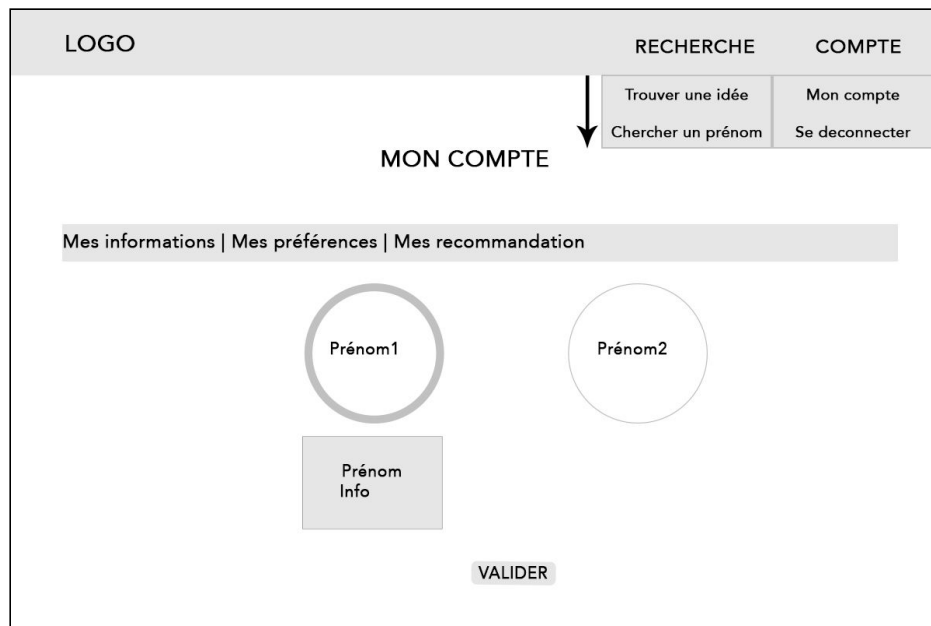 LOGO
RECHERCHE
COMPTE
Trouver une idée
Mon compte
Chercher un prénom
Se deconnecter
MON COMPTE
Mes informations | Mes préférences | Mes recommandation
Prénom1
Prénom2
Prénom
Info
VALIDER